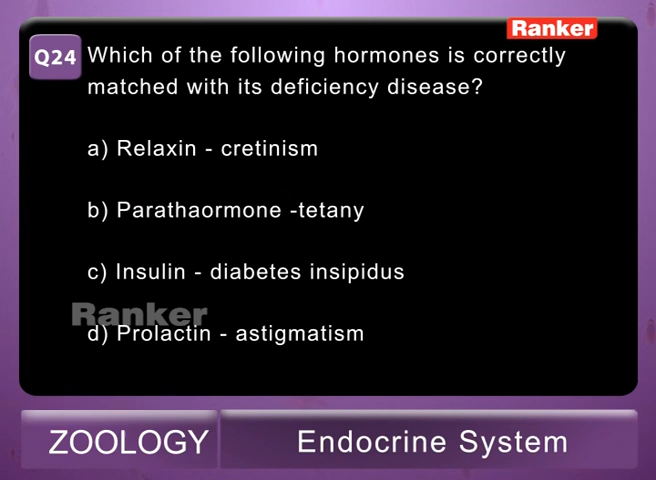 Ranker
Q24 Which of the following hormones is correctly
matched with its deficiency disease?
a) Relaxin - cretinism
b) Parathaormone -tetany
c) Insulin - diabetes insipidus
Ranker
d) Prolactin - astigmatism
ZOOLOGY Endocrine System